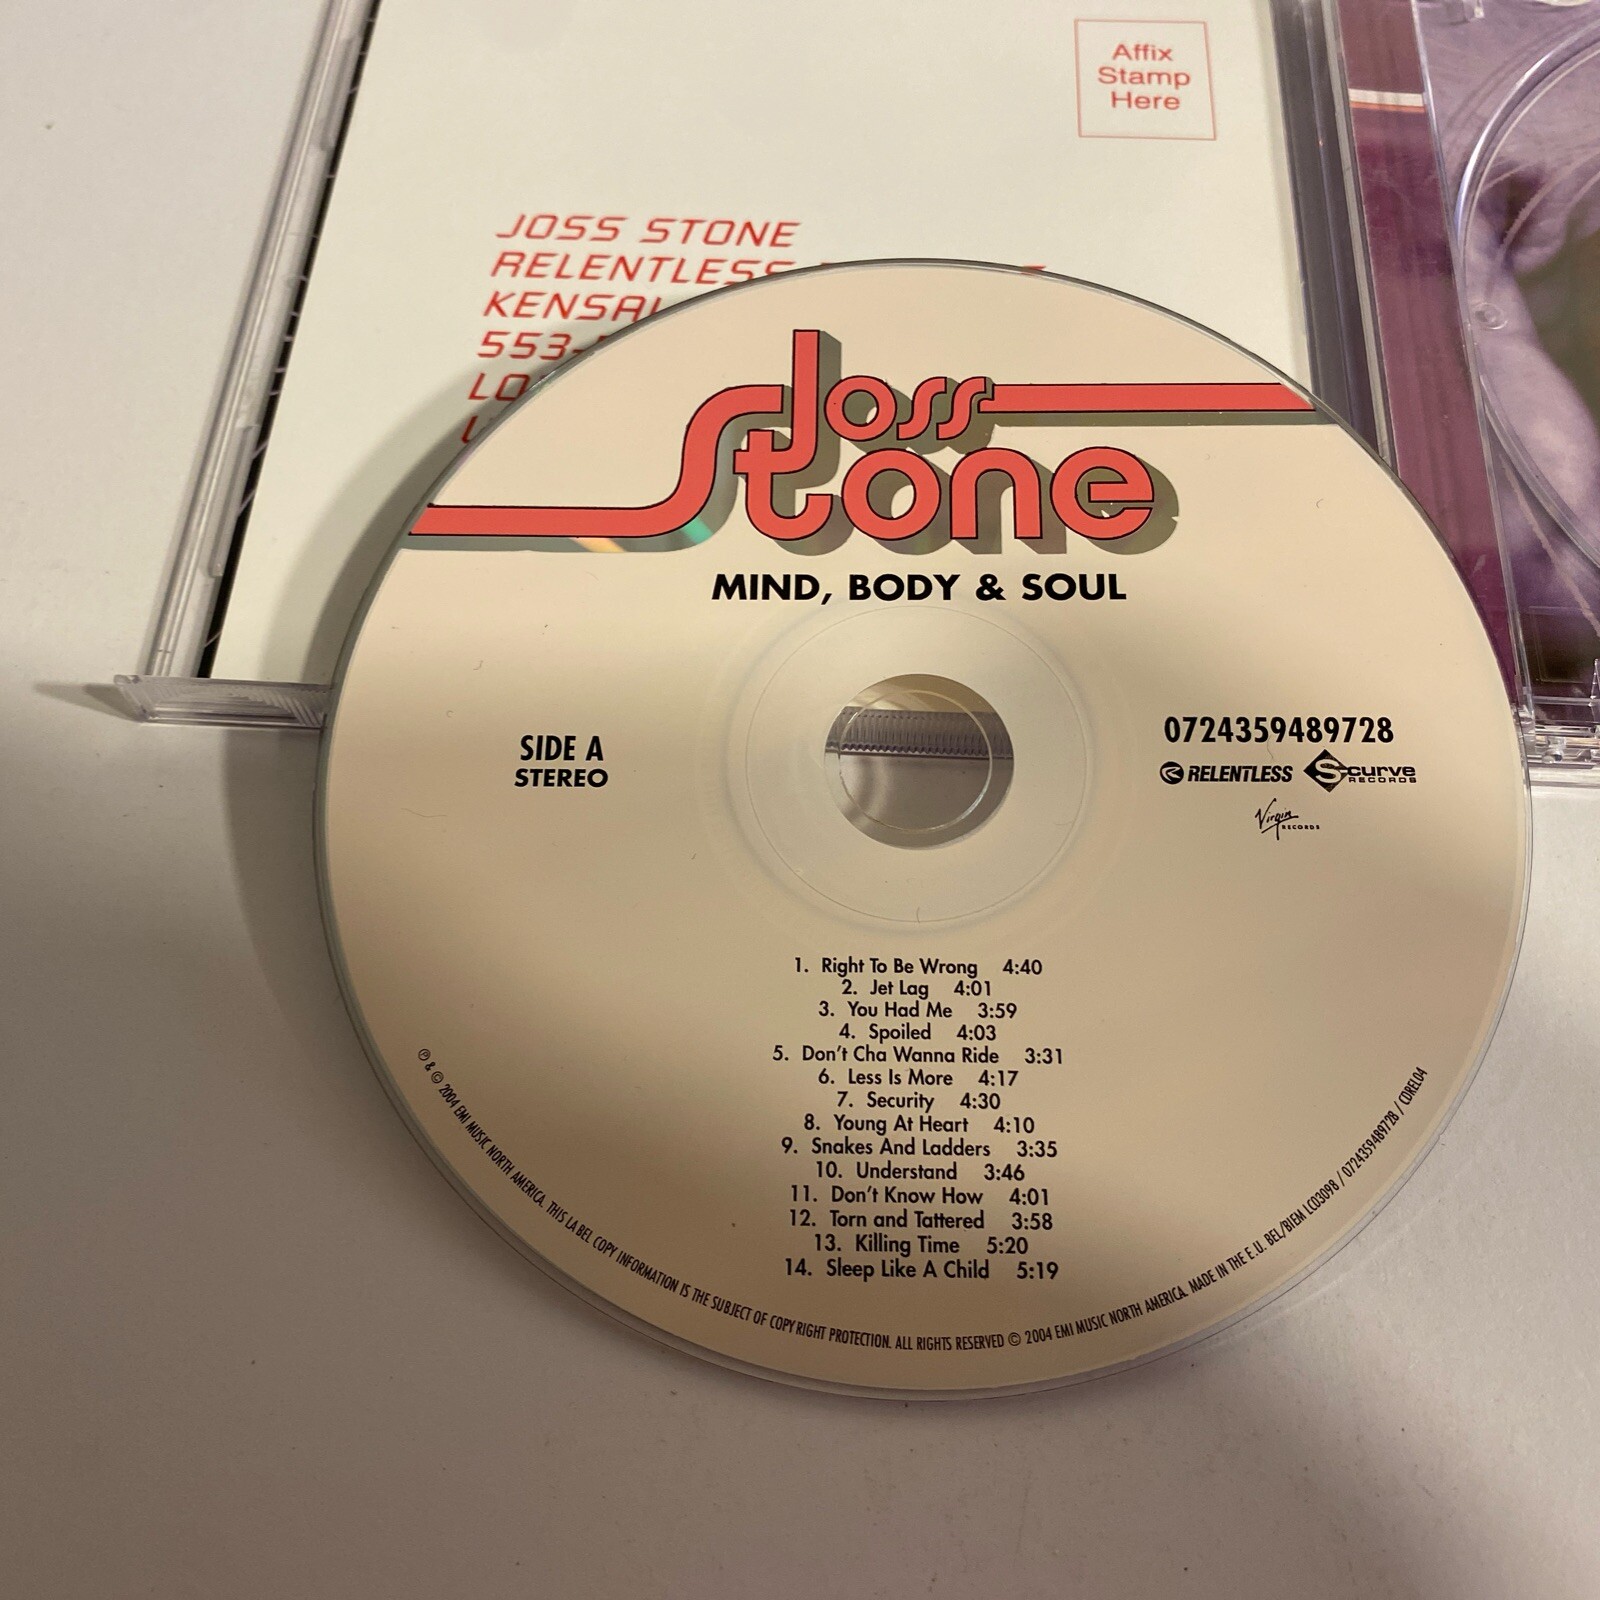 Affix
Stamp
Here
JOSS STONE
RELENTLESS
Joss
Stone
MIND, BODY & SOUL
SIDE A
STEREO
0724359489728
RELENTLESS S-curve RECORDS
Virgin RECORDS
1. Right To Be Wrong 4:40
2. Jet Lag 4:01
3. You Had Me 3:59
4. Spoiled 4:03
5. Don't Cha Wanna Ride 3:31
6. Less Is More 4:17
7. Security 4:30
8. Young At Heart 4:10
9. Snakes And Ladders 3:35
10. Understand 3:46
11. Don't Know How 4:01
12. Torn and Tattered 3:58
13. Killing Time 5:20
14. Sleep Like A Child 5:19
℗ & © 2004 EMI MUSIC NORTH AMERICA. THIS LABEL COPY INFORMATION IS THE SUBJECT OF COPYRIGHT PROTECTION. ALL RIGHTS RESERVED © 2004 EMI MUSIC NORTH AMERICA. MADE IN THE E.U. BEL/BIEM LC03098 / 0724359489728 / CDREL04